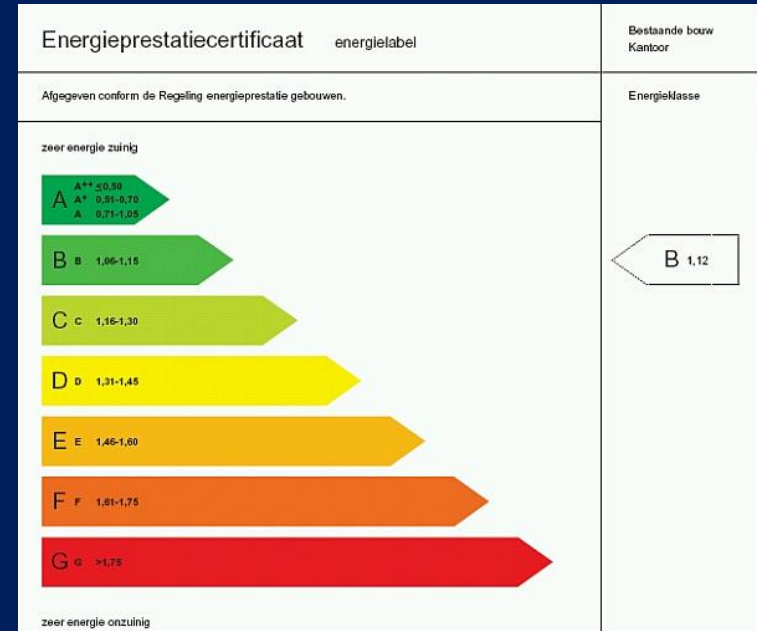 Energieprestatiecertificaat energielabel
Bestaande bouw
Kantoor
Afgegeven conform de Regeling energieprestatie gebouwen.
Energieklasse
zeer energie zuinig
A
A++ ≤0,50
A+ 0,51-0,70
A 0,71-1,05
B B 1,06-1,15
B 1,12
C C 1,16-1,30
D D 1,31-1,45
E E 1,46-1,60
F F 1,61-1,75
G G >1,75
zeer energie onzuinig